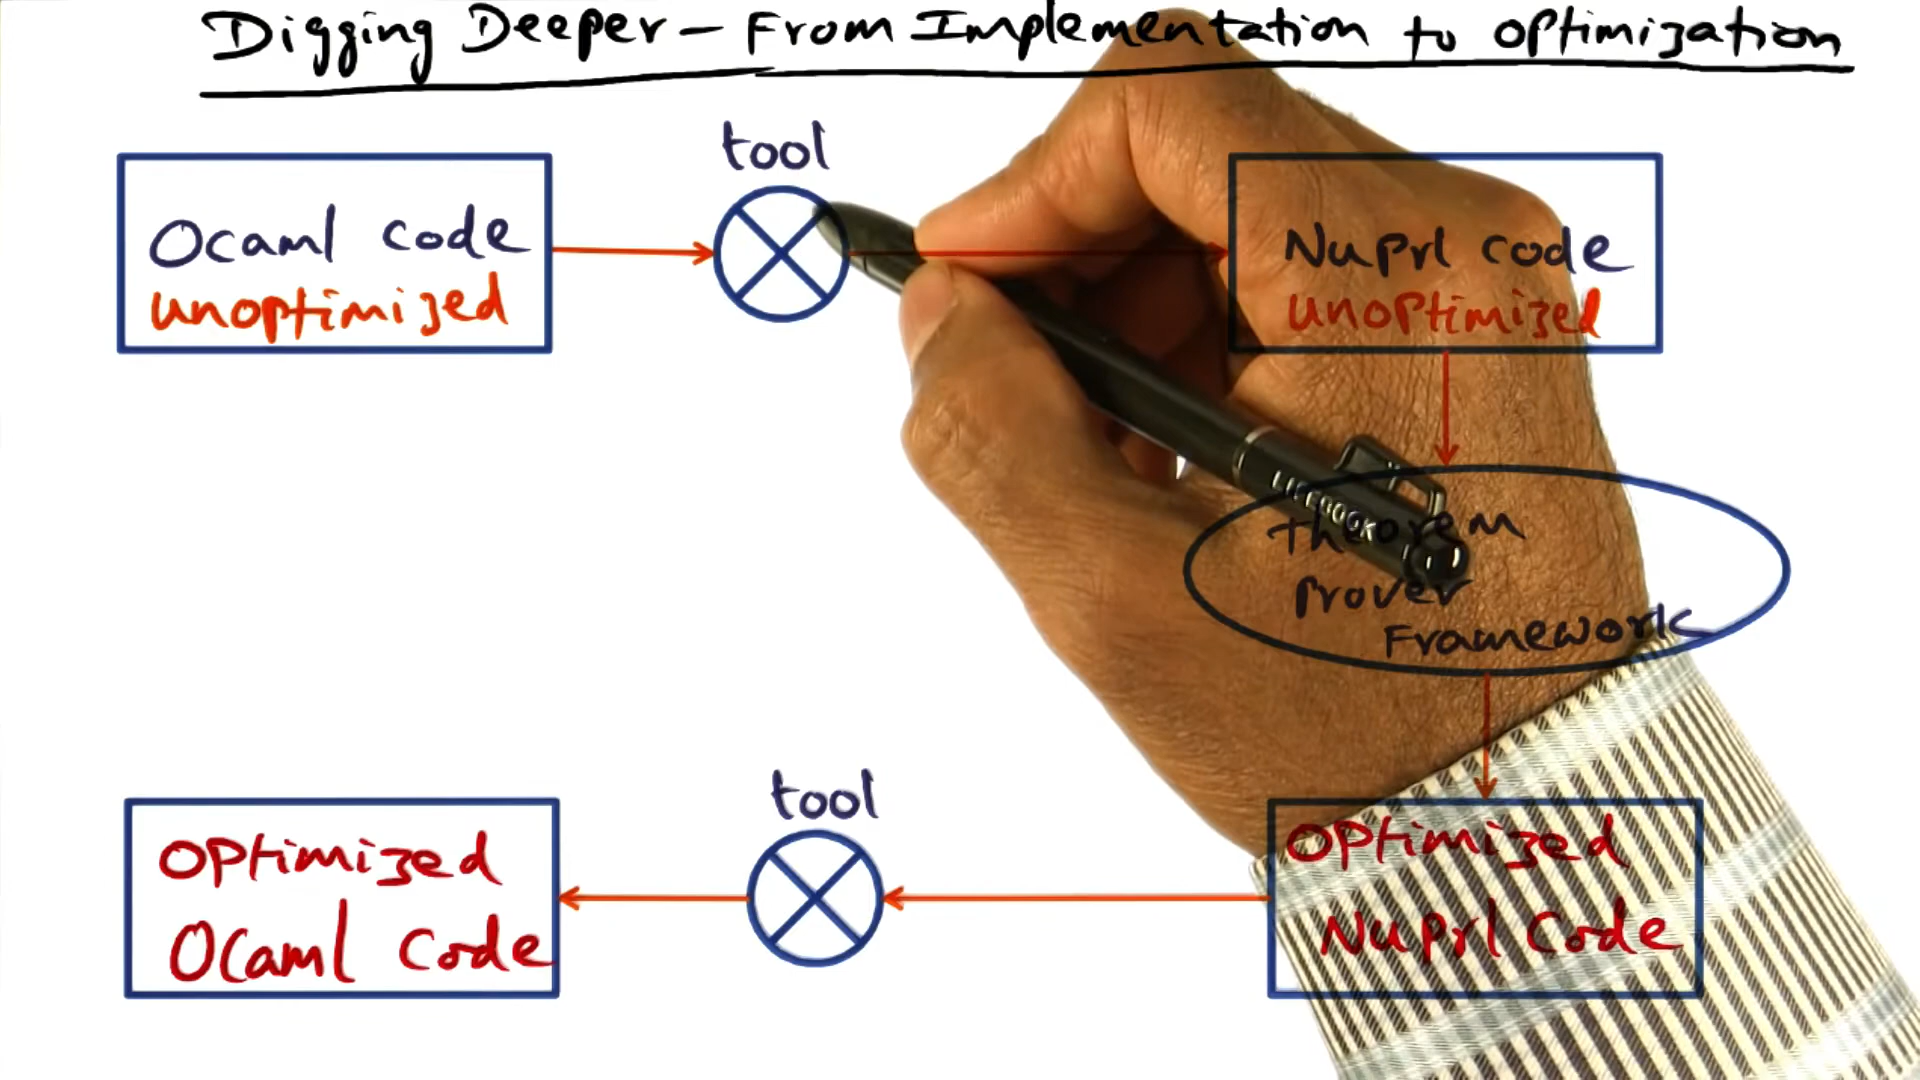 Digging Deeper - From Implementation to optimization
tool
Ocaml code
unoptimized
Nuprl code
unoptimized
LIFEBOOK
theorem
prover
Framework
tool
optimized
Ocaml code
optimized
Nuprl code